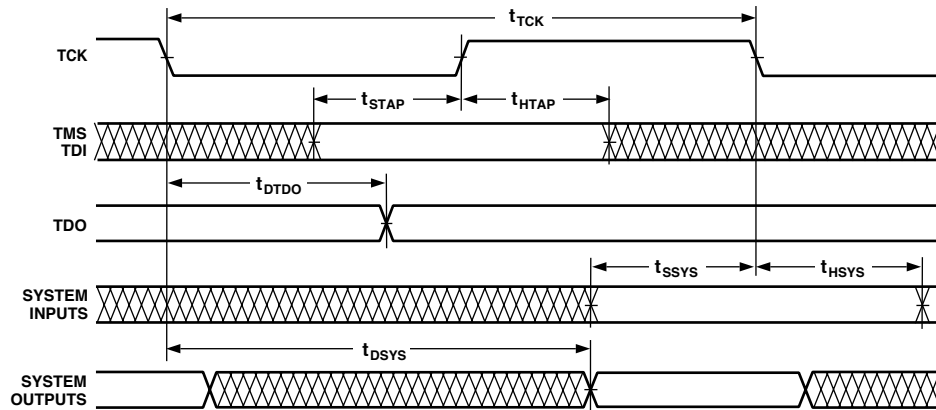 tTCK
TCK
tSTAP
tHTAP
TMS
TDI
tDTDO
TDO
tSSYS
tHSYS
SYSTEM
INPUTS
tDSYS
SYSTEM
OUTPUTS